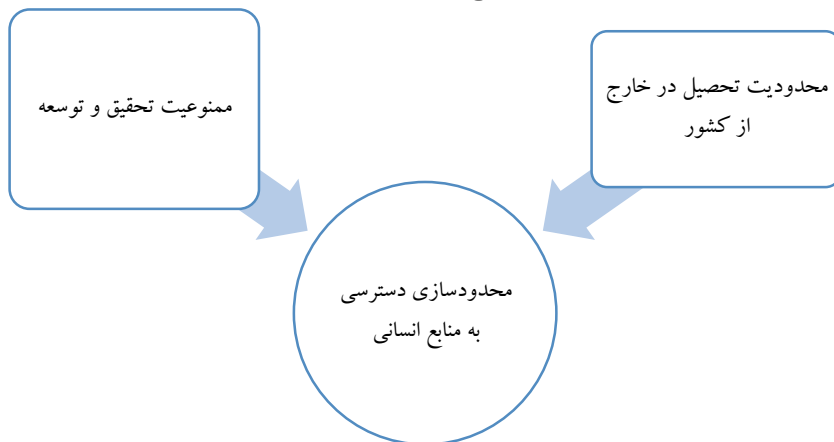 محدودیت تحصیل در خارج
از کشور
ممنوعیت تحقیق و توسعه
محدودسازی دسترسی
به منابع انسانی